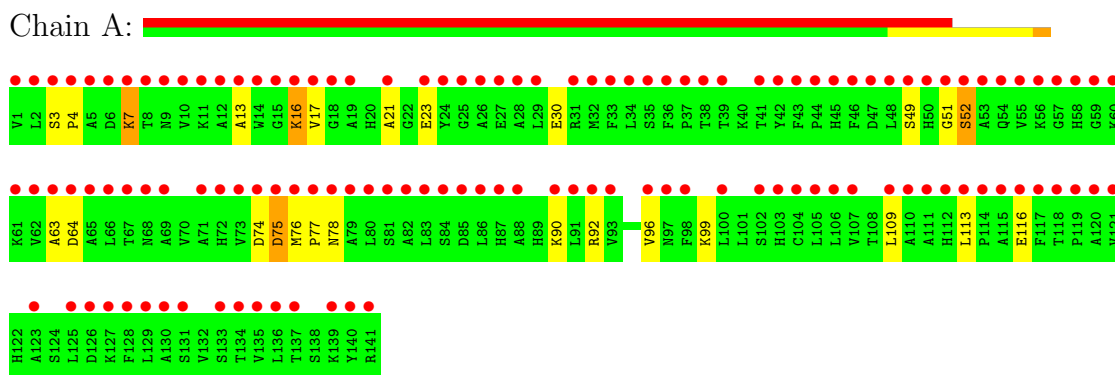 Chain A:
V1 L2 S3 P4 A5 D6 K7 T8 N9 V10 K11 A12 A13 W14 G15 K16 V17 G18 A19 H20 A21 G22 E23 Y24 G25 A26 E27 A28 L29 E30 R31 M32 F33 L34 S35 F36 P37 T38 T39 K40 T41 Y42 F43 P44 H45 F46 D47 L48 S49 H50 G51 S52 A53 Q54 V55 K56 G57 H58 G59 K60
K61 V62 A63 D64 A65 L66 T67 N68 A69 V70 A71 H72 V73 D74 D75 M76 P77 N78 A79 L80 S81 A82 L83 S84 D85 L86 H87 A88 H89 K90 L91 R92 V93 V96 N97 F98 K99 L100 L101 S102 H103 C104 L105 L106 V107 T108 L109 A110 A111 H112 L113 P114 A115 E116 F117 T118 P119 A120 V121
H122 A123 S124 L125 D126 K127 F128 L129 A130 S131 V132 S133 T134 V135 L136 T137 S138 K139 Y140 R141